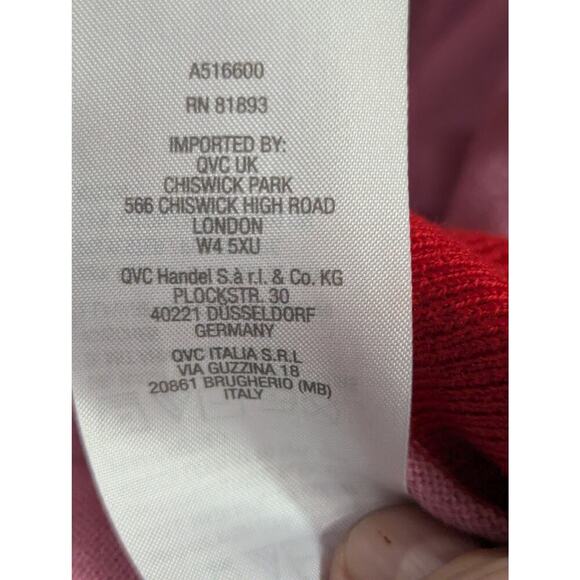 A516600
RN 81893
IMPORTED BY:
QVC UK
CHISWICK PARK
566 CHISWICK HIGH ROAD
LONDON
W4 5XU
QVC Handel S.à r.l. & Co. KG
PLOCKSTR. 30
40221 DÜSSELDORF
GERMANY
QVC ITALIA S.R.L
VIA GUZZINA 18
20861 BRUGHERIO (MB)
ITALY